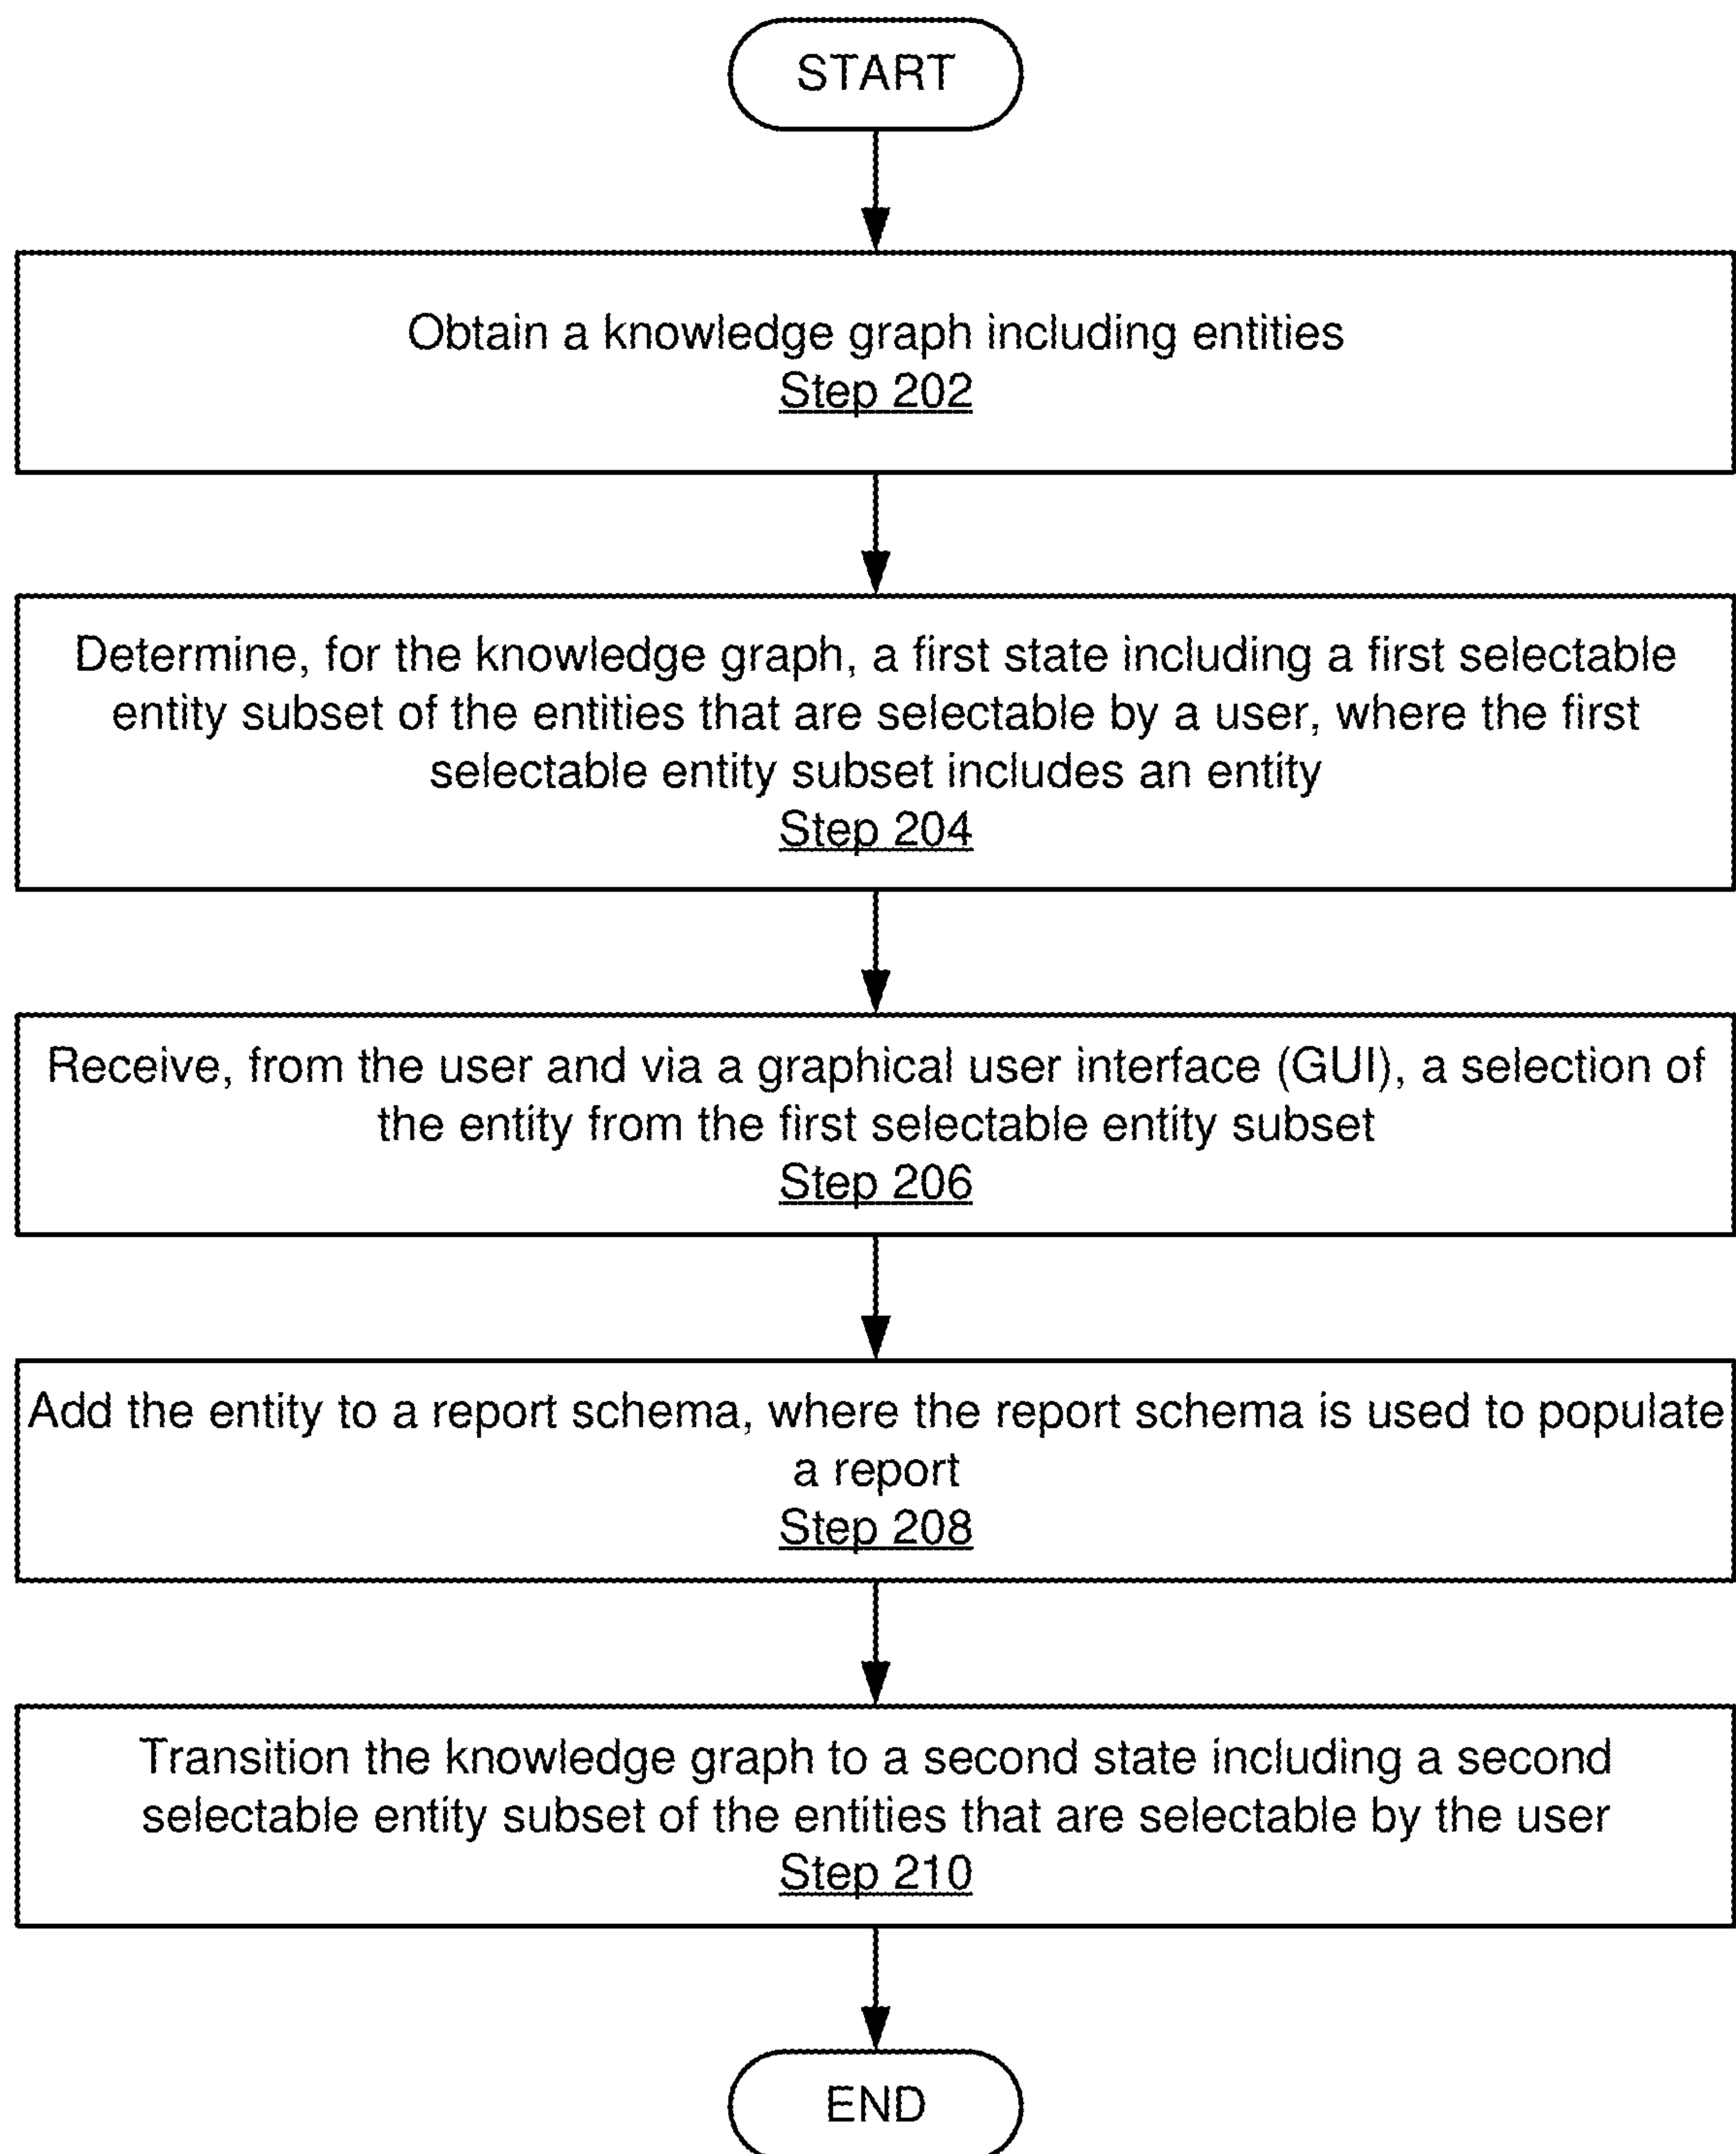 START
Obtain a knowledge graph including entities
Step 202
Determine, for the knowledge graph, a first state including a first selectable
entity subset of the entities that are selectable by a user, where the first
selectable entity subset includes an entity
Step 204
Receive, from the user and via a graphical user interface (GUI), a selection of
the entity from the first selectable entity subset
Step 206
Add the entity to a report schema, where the report schema is used to populate
a report
Step 208
Transition the knowledge graph to a second state including a second
selectable entity subset of the entities that are selectable by the user
Step 210
END